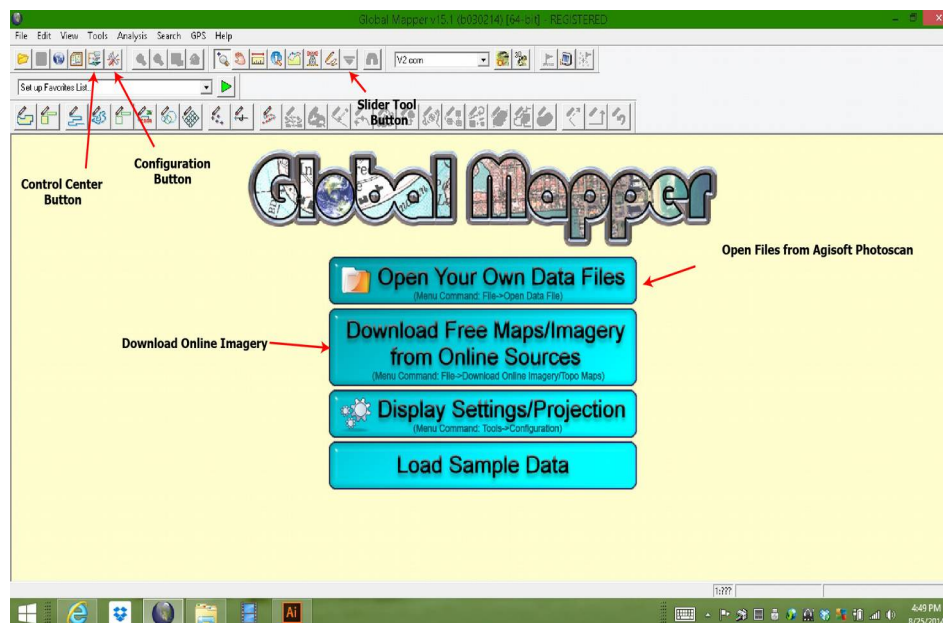 Global Mapper v15.1 (b030214) [64-bit] - REGISTERED
File Edit View Tools Analysis Search GPS Help
V2.com
Set up Favorites List...
Slider Tool
Button
Control Center
Button
Configuration
Button
Global Mapper
Open Your Own Data Files
(Menu Command: File->Open Data File)
Open Files from Agisoft Photoscan
Download Free Maps/Imagery
from Online Sources
(Menu Command: File->Download Online Imagery/Topo Maps)
Download Online Imagery
Display Settings/Projection
(Menu Command: Tools->Configuration)
Load Sample Data
1:???
Ai
4:49 PM